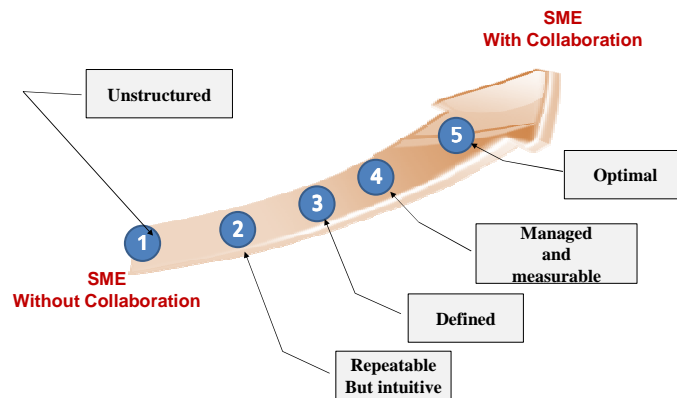 SME
With Collaboration
Unstructured
5
Optimal
4
3
2
1
Managed
and
measurable
SME
Without Collaboration
Defined
Repeatable
But intuitive